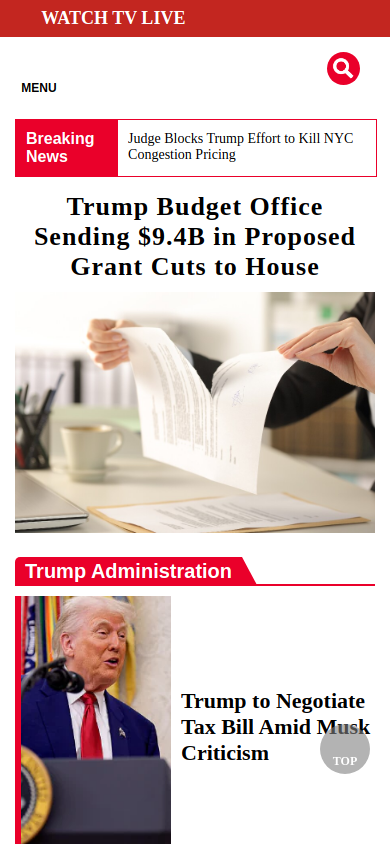 WATCH TV LIVE
MENU
Breaking
News
Judge Blocks Trump Effort to Kill NYC
Congestion Pricing
Trump Budget Office
Sending $9.4B in Proposed
Grant Cuts to House
Trump Administration
Trump to Negotiate
Tax Bill Amid Musk
Criticism
TOP